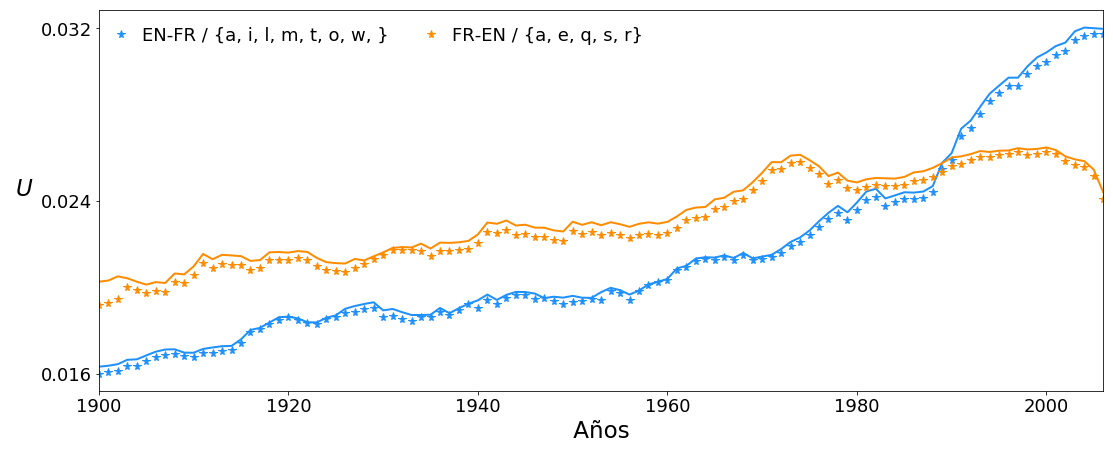 EN-FR / {a, i, l, m, t, o, w, }
FR-EN / {a, e, q, s, r}
0.032
0.024
0.016
U
1900 1920 1940 1960 1980 2000
Años